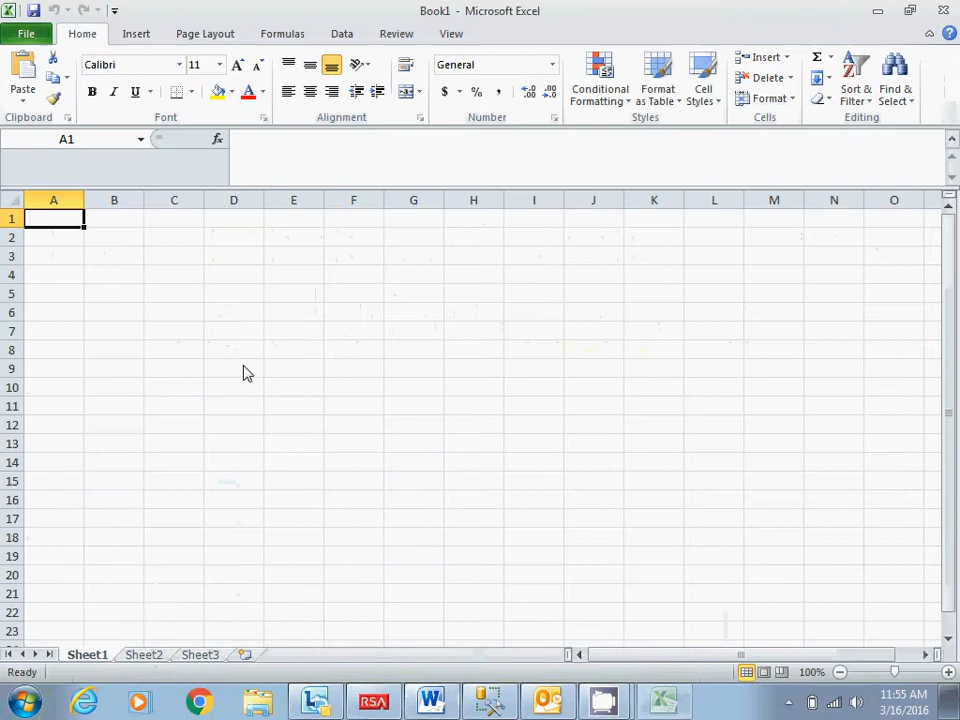 Book1 - Microsoft Excel
File Home Insert Page Layout Formulas Data Review View
Calibri 11 General Insert
Paste $ % , Conditional Formatting Format as Table Cell Styles Delete Sort & Filter Find & Select
Format
Clipboard Font Alignment Number Styles Cells Editing
A1 fx
A B C D E F G H I J K L M N O
1
2
3
4
5
6
7
8
9
10
11
12
13
14
15
16
17
18
19
20
21
22
23
Sheet1 Sheet2 Sheet3
Ready 100%
RSA 11:55 AM
3/16/2016